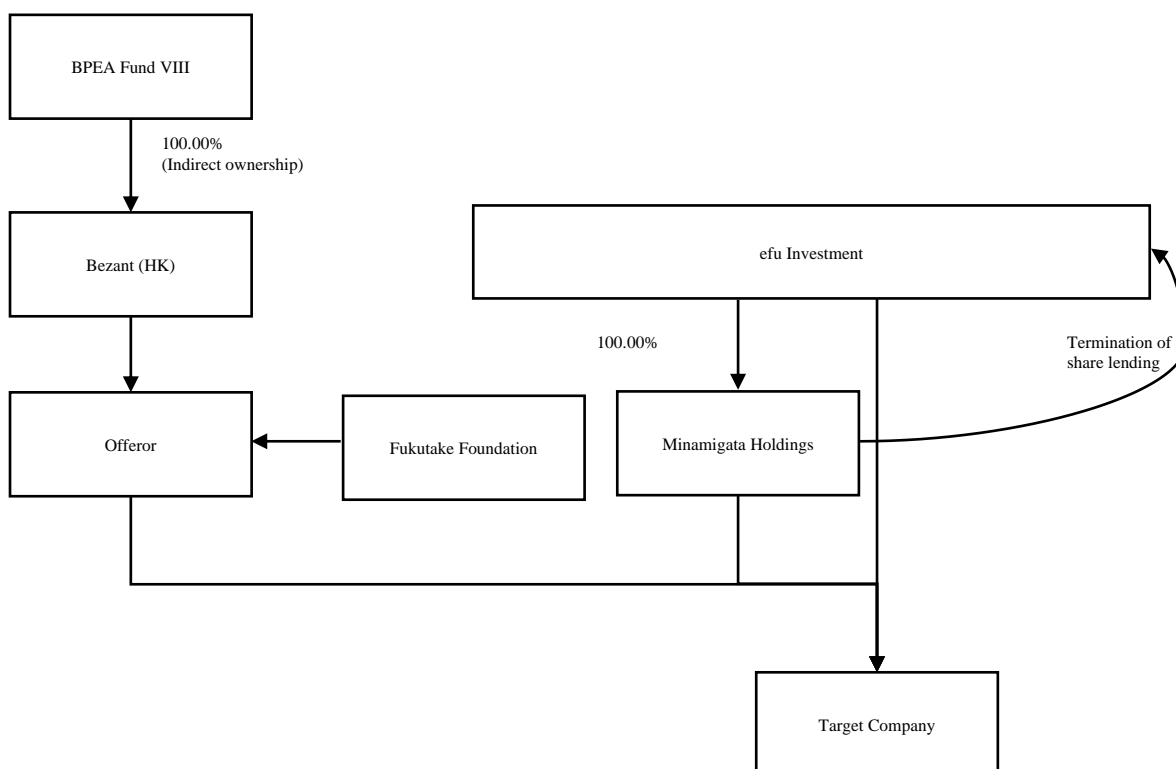 BPEA Fund VIII
100.00%
(Indirect ownership)
Bezant (HK)
efu Investment
100.00%
Termination of
share lending
Offeror
Fukutake Foundation
Minamigata Holdings
Target Company